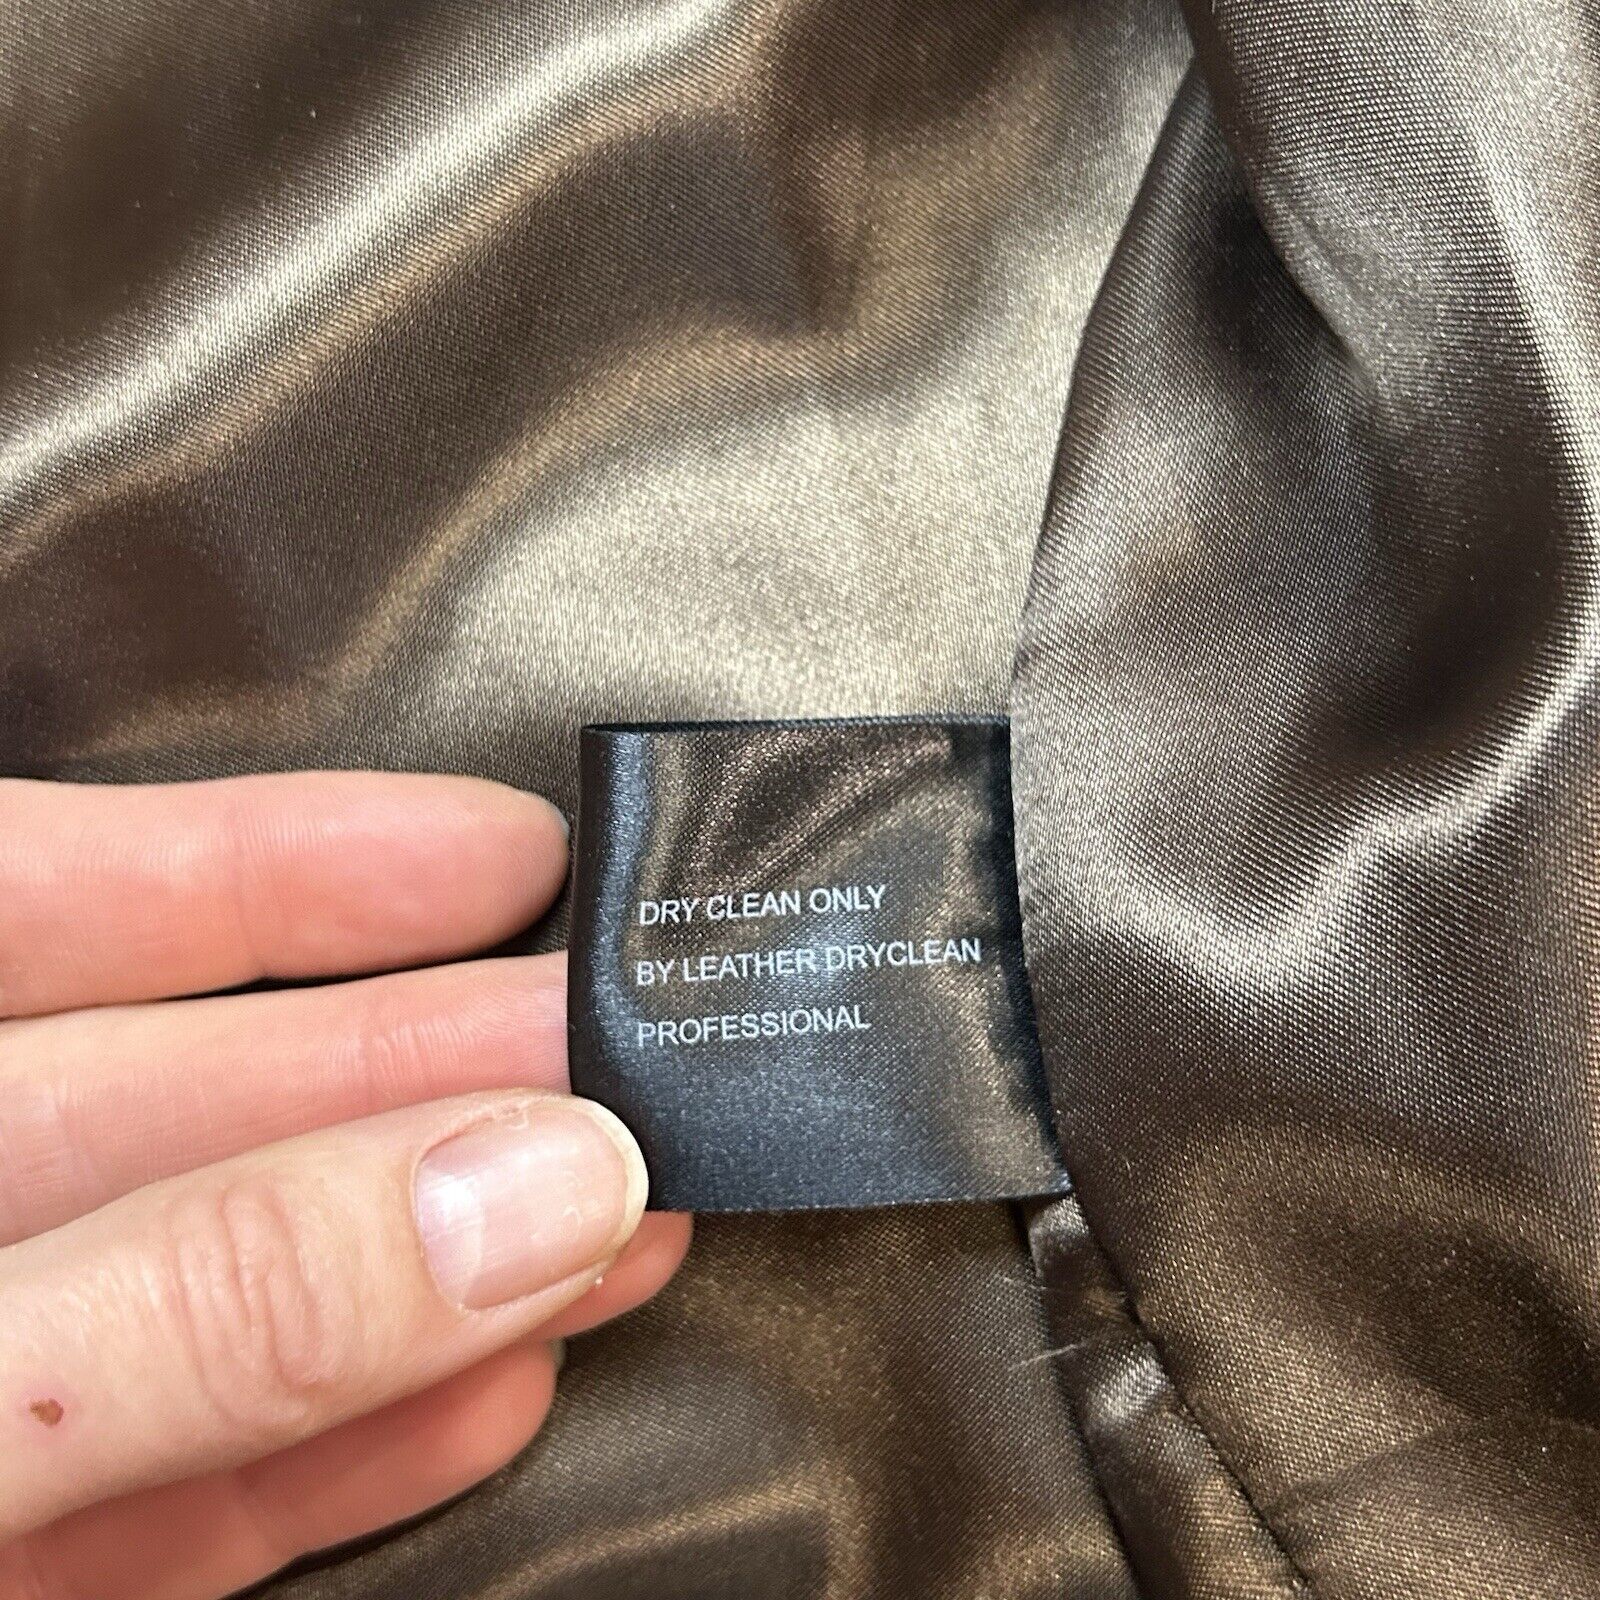 DRY CLEAN ONLY
BY LEATHER DRYCLEAN
PROFESSIONAL